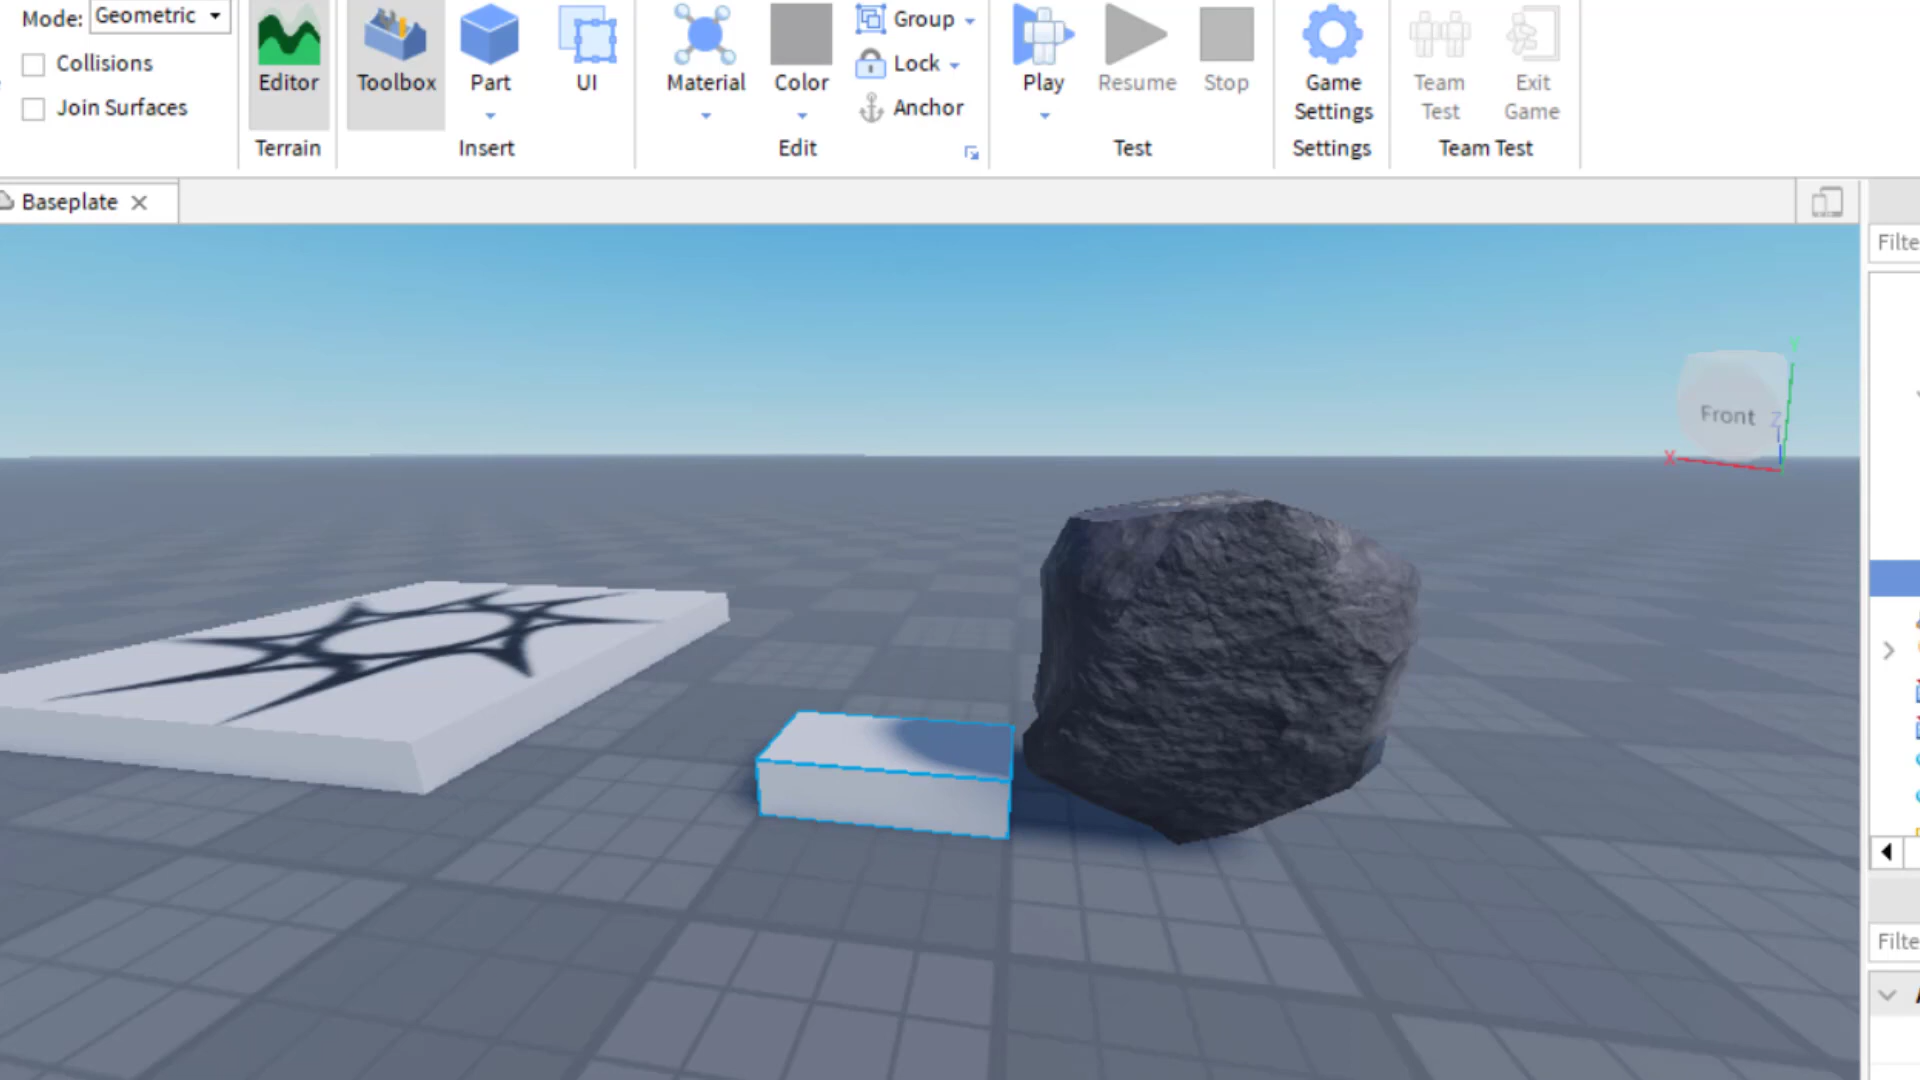 Mode: Geometric
Collisions
Join Surfaces
Editor
Terrain
Toolbox
Part
UI
Insert
Material
Color
Group
Lock
Anchor
Edit
Play
Resume
Stop
Test
Game
Settings
Settings
Team
Test
Exit
Game
Team Test
Baseplate
Filte
Y
Front
Z
X
Filte